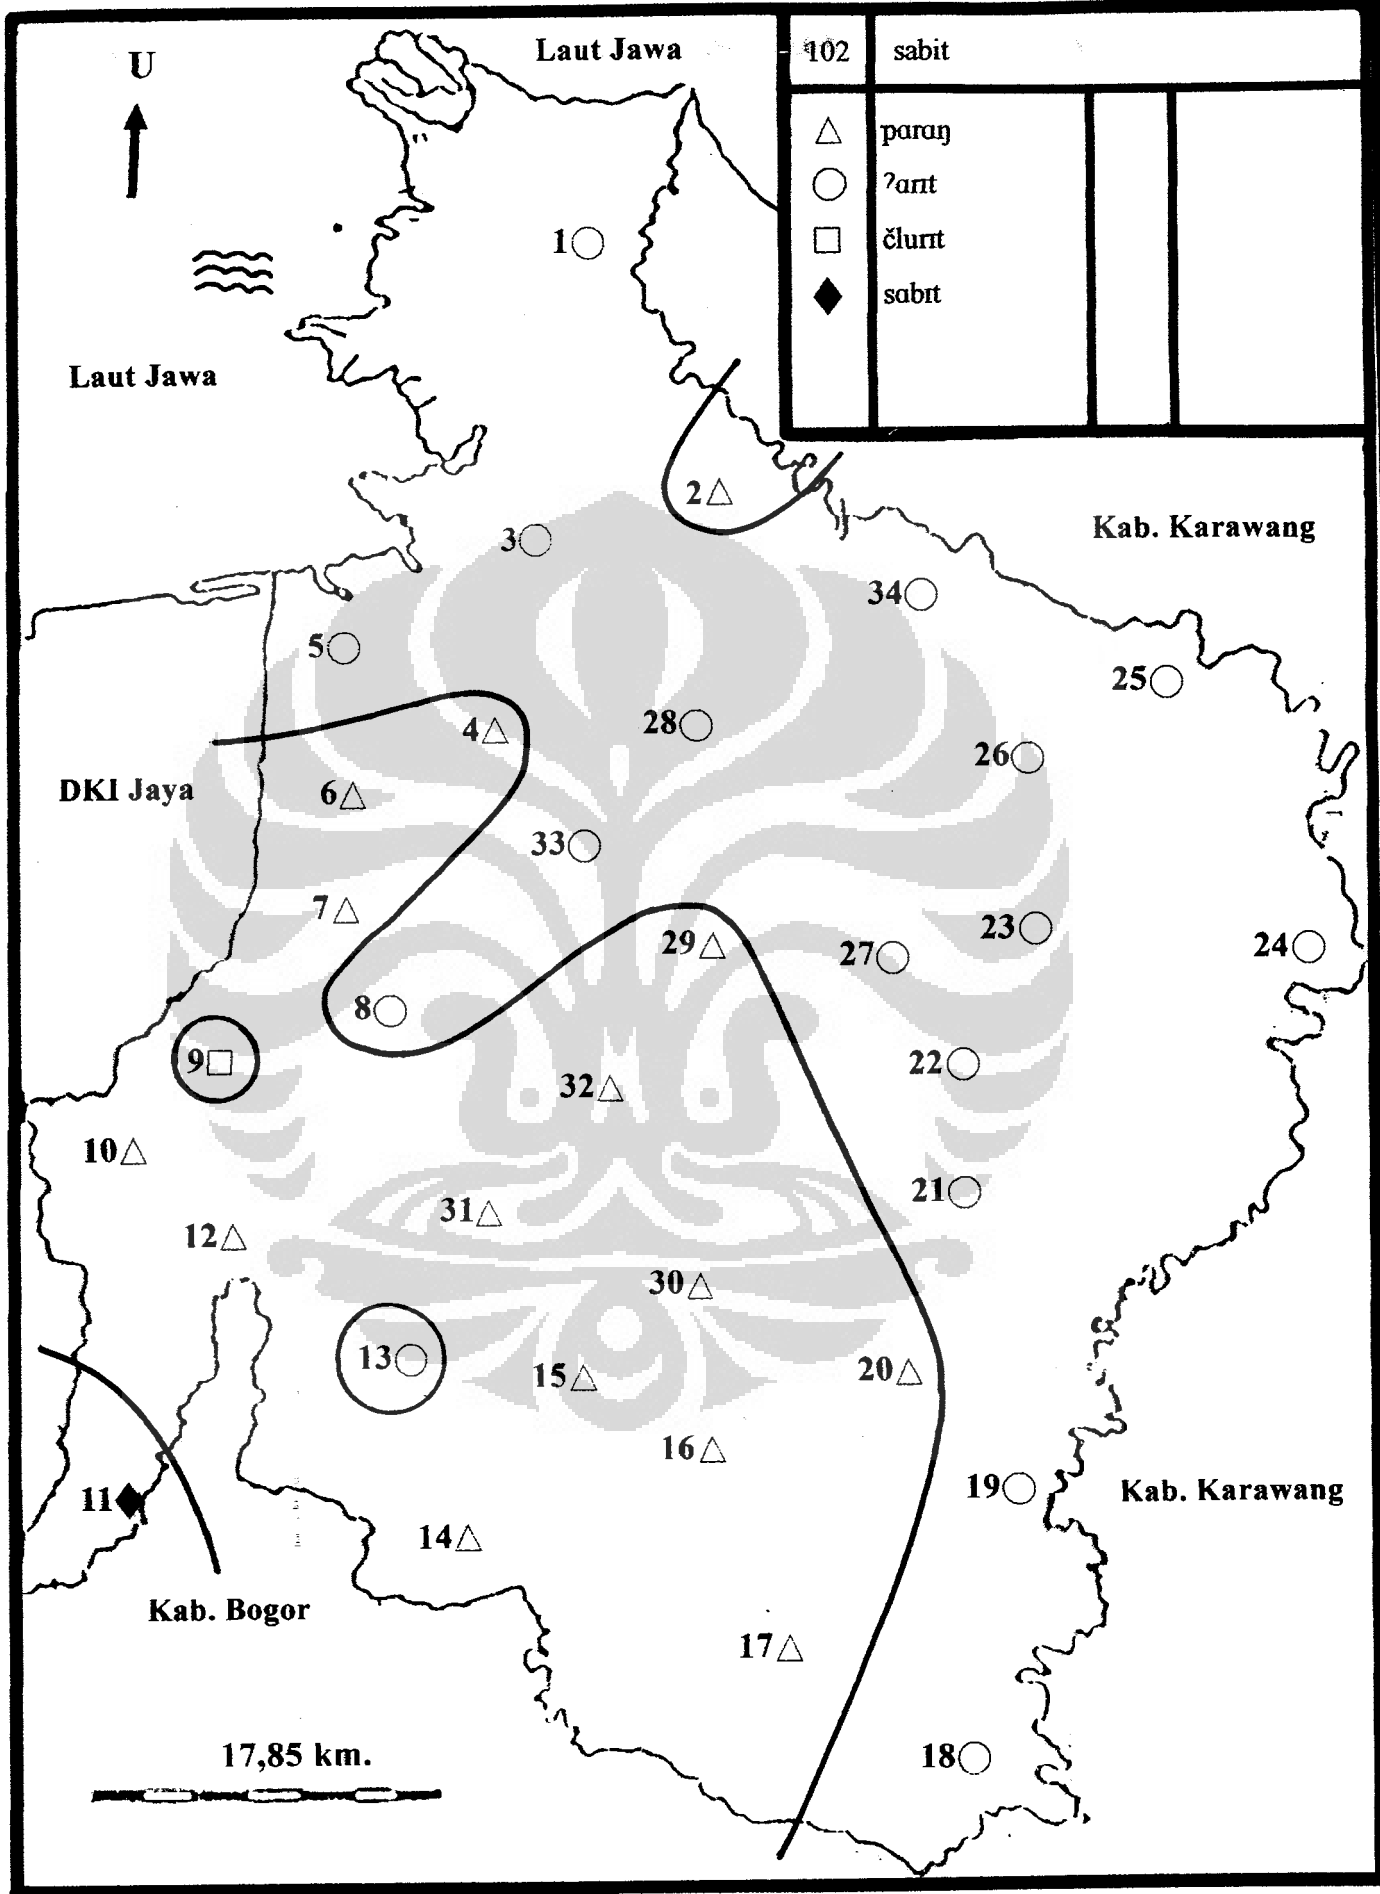 U
Laut Jawa
102 sabit
△ paraŋ
○ ʔarɪt
□ člurɪt
◆ sabɪt
1
Laut Jawa
2
Kab. Karawang
3
34
5
25
28
4
26
DKI Jaya
6
33
7
23
29
27
24
8
9
22
32
10
21
31
12
30
13
15
20
16
19
11
Kab. Karawang
14
Kab. Bogor
17
17,85 km.
18